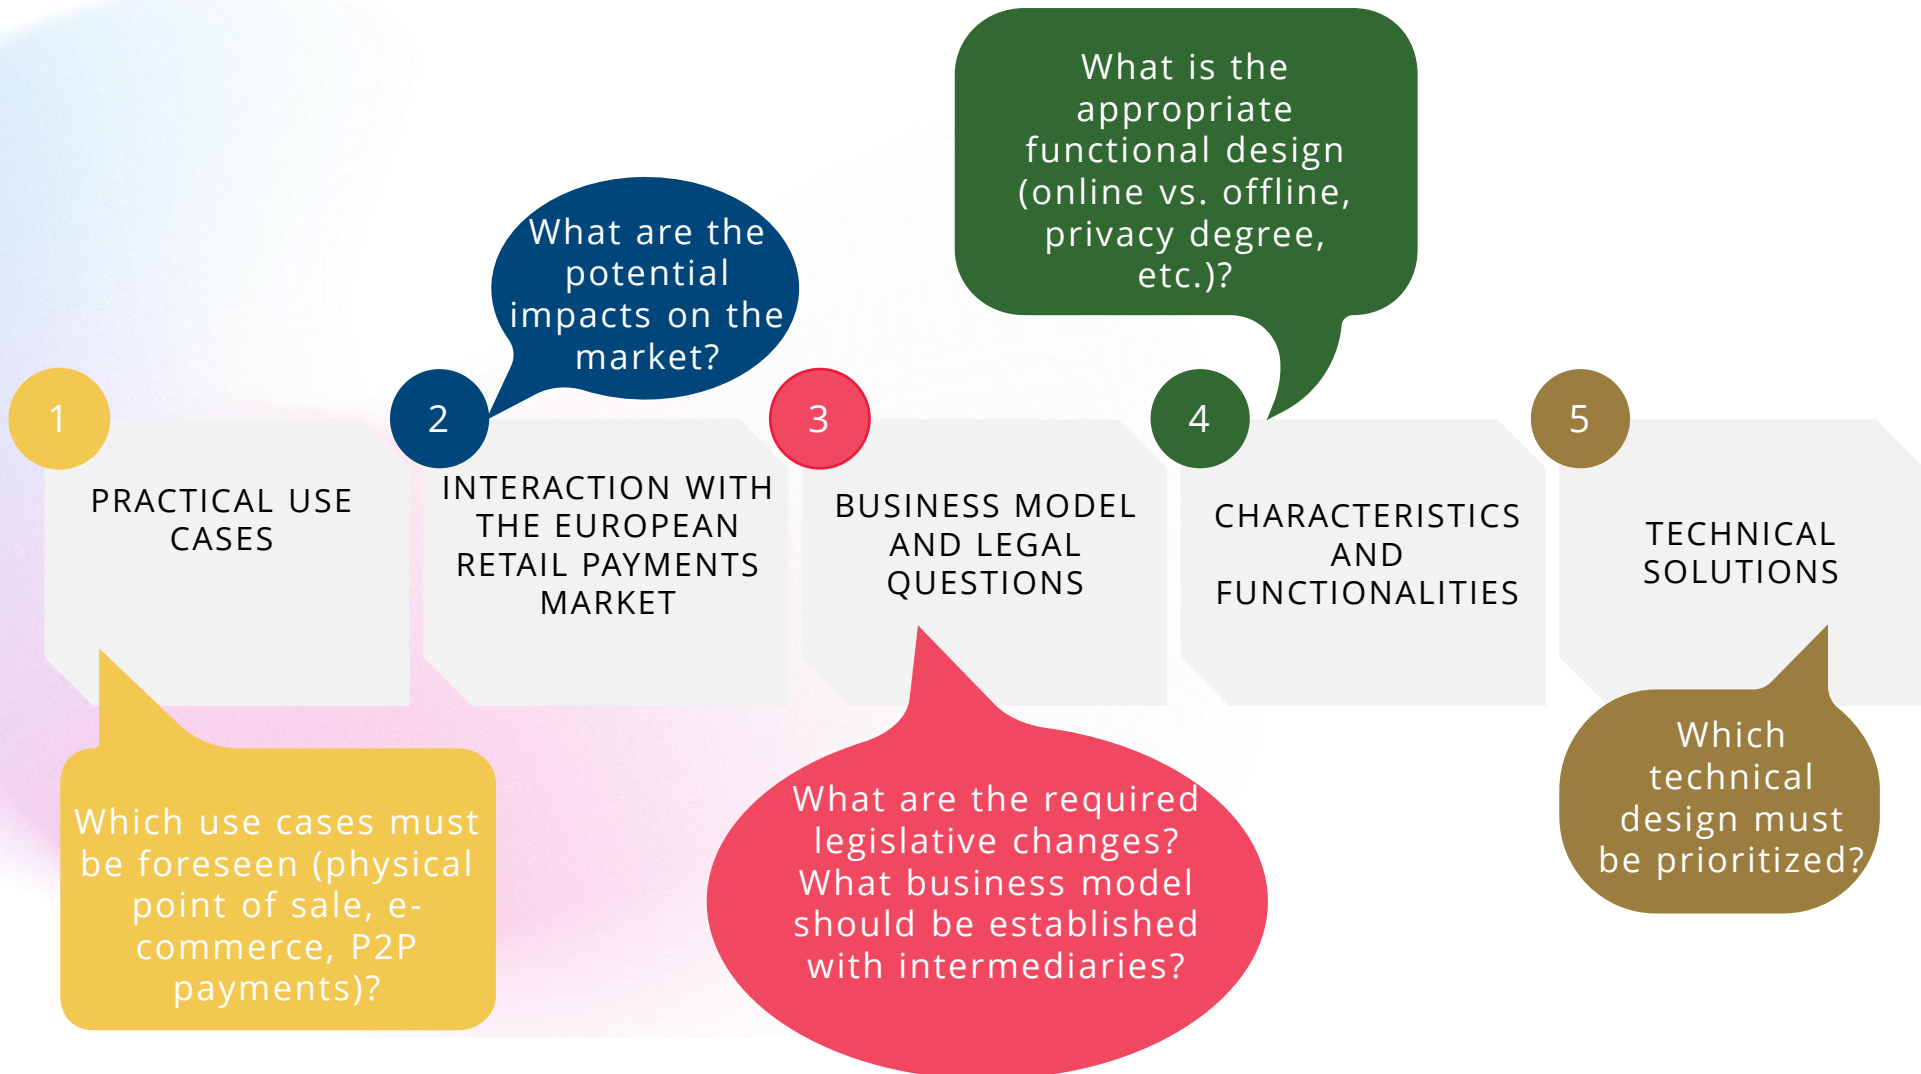 1
PRACTICAL USE
CASES
Which use cases must
be foreseen (physical
point of sale, e-
commerce, P2P
payments)?
2
What are the
potential
impacts on the
market?
INTERACTION WITH
THE EUROPEAN
RETAIL PAYMENTS
MARKET
3
BUSINESS MODEL
AND LEGAL
QUESTIONS
What are the required
legislative changes?
What business model
should be established
with intermediaries?
4
What is the
appropriate
functional design
(online vs. offline,
privacy degree,
etc.)?
CHARACTERISTICS
AND
FUNCTIONALITIES
5
TECHNICAL
SOLUTIONS
Which
technical
design must
be prioritized?